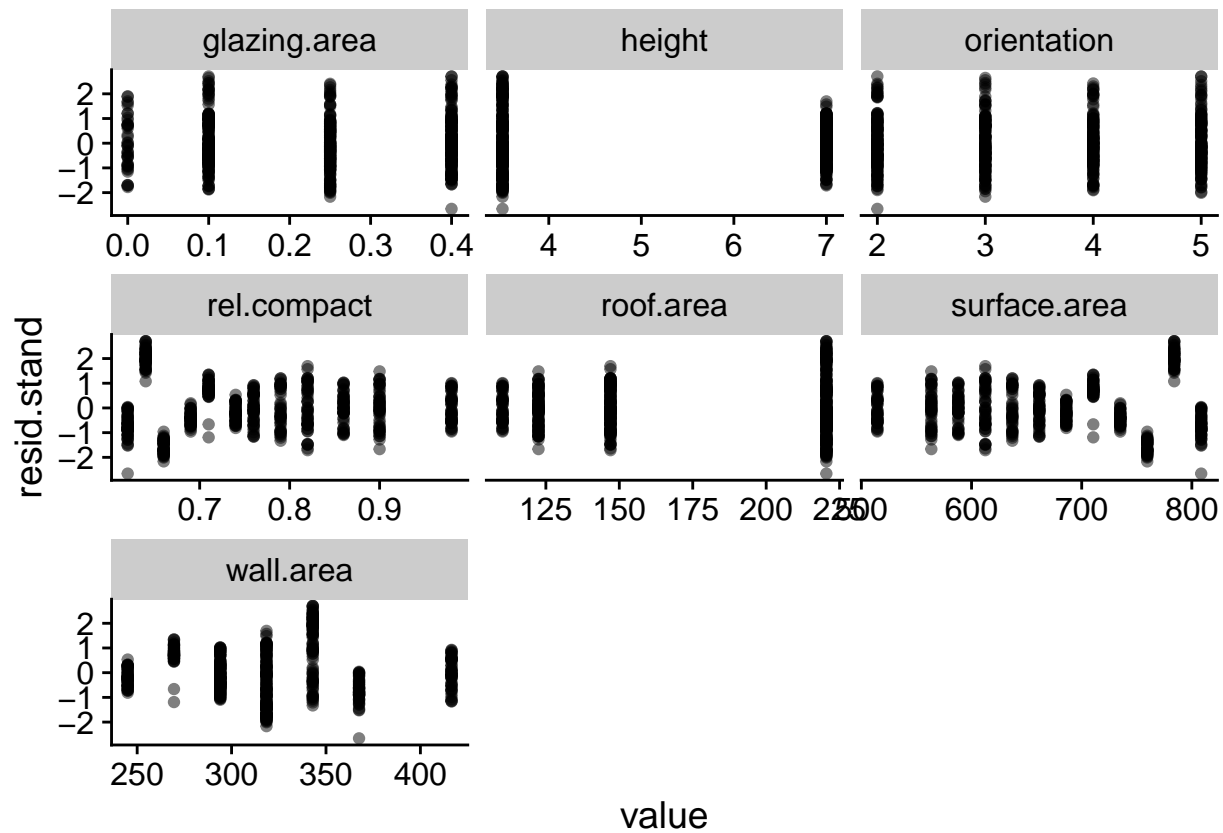 glazing.area height orientation
2
1
0
−1
−2
0.0 0.1 0.2 0.3 0.4 4 5 6 7 2 3 4 5
rel.compact roof.area surface.area
2
1
0
−1
−2
0.7 0.8 0.9 125 150 175 200 225 500 600 700 800
wall.area
2
1
0
−1
−2
250 300 350 400
value
resid.stand